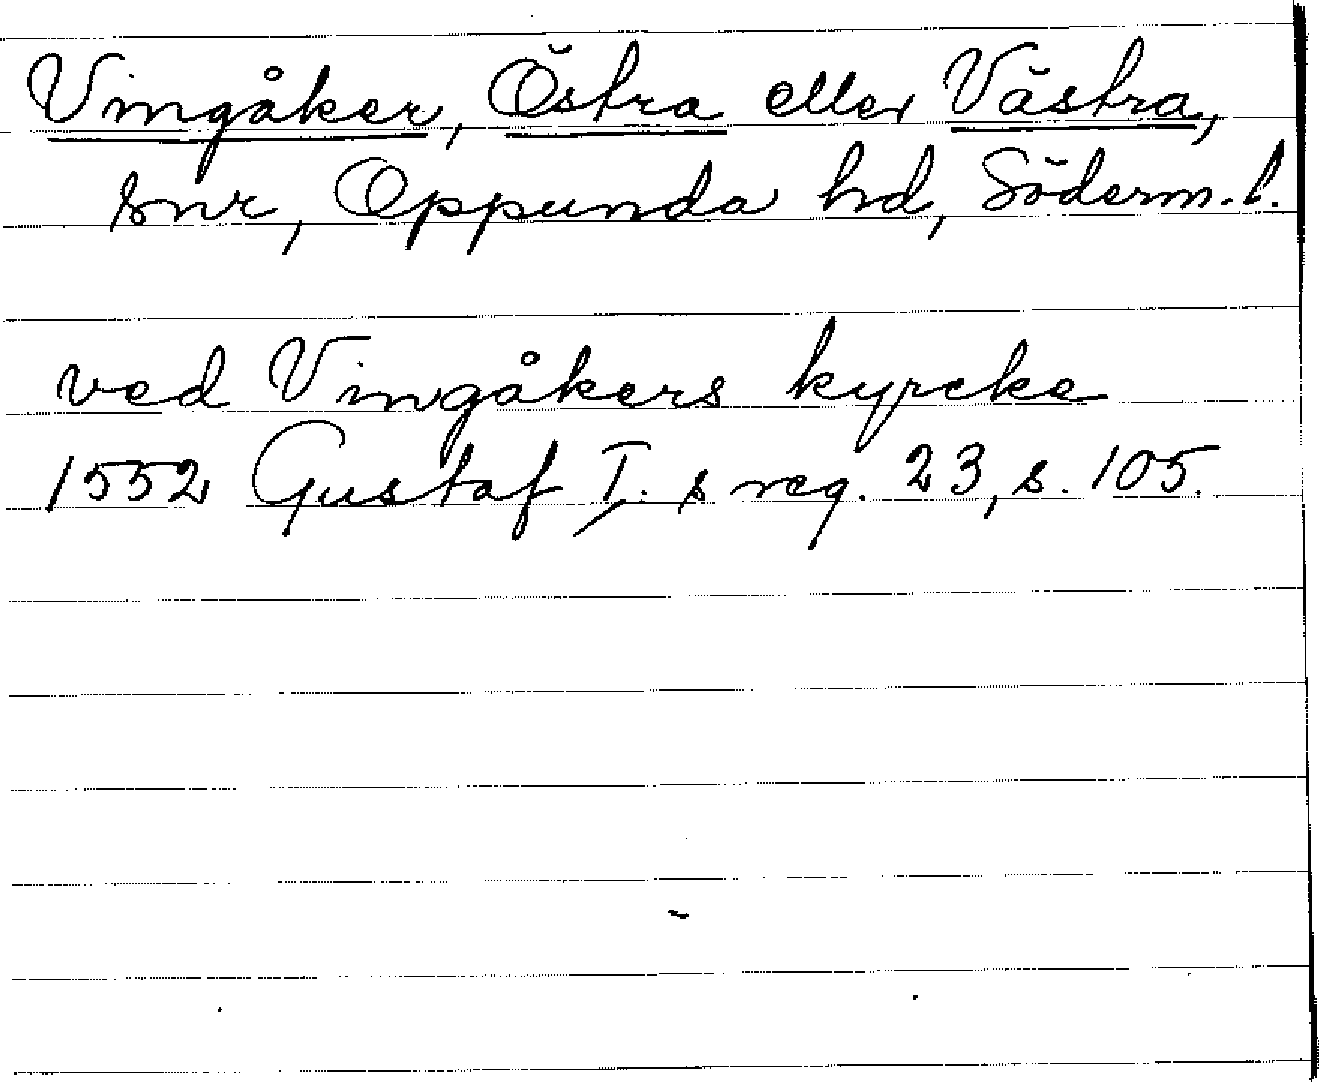 Vingåker, Östra eller Västra,
snr, Oppunda hd, Söderm. l.
ved Vingåkers kyrcke
1552 Gustaf I. s reg. 23, s. 105.